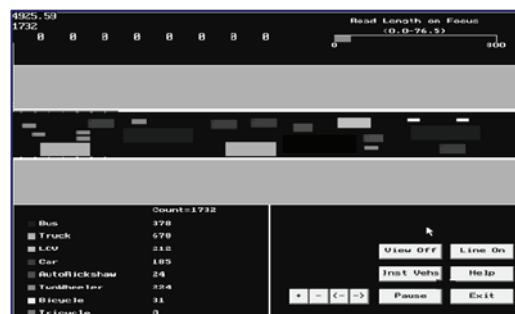 4925.59
1732
0 0 0 0 0 0 0 0
Road Length on Focus
(0.0-76.5)
0 800
Count=1732
Bus 378
Truck 678
LCV 212
Car 185
AutoRickshaw 24
TwoWheeler 224
Bicycle 31
Tricycle 0
View Off Line On
Inst Vehs Help
+ - <- -> Pause Exit